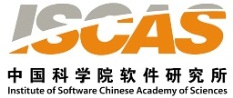 ISCAS
中国科学院软件研究所
Institute of Software Chinese Academy of Sciences